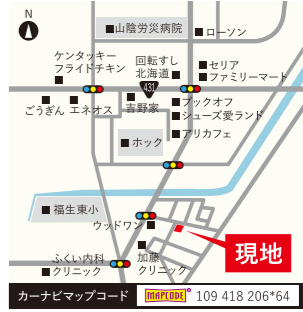 N
■山陰労災病院
■ローソン
ケンタッキー
フライドチキン
■
回転すし
北海道■
■セリア
■ファミリーマート
431
■
ごうぎん
■
エネオス
■
吉野家
■ブックオフ
■シューズ愛ランド
■アリカフェ
■ホック
■福生東小
ウッドワン■
現地
ふくい内科
■クリニック
■
加藤
クリニック
カーナビマップコード
MAPCODE
109 418 206*64